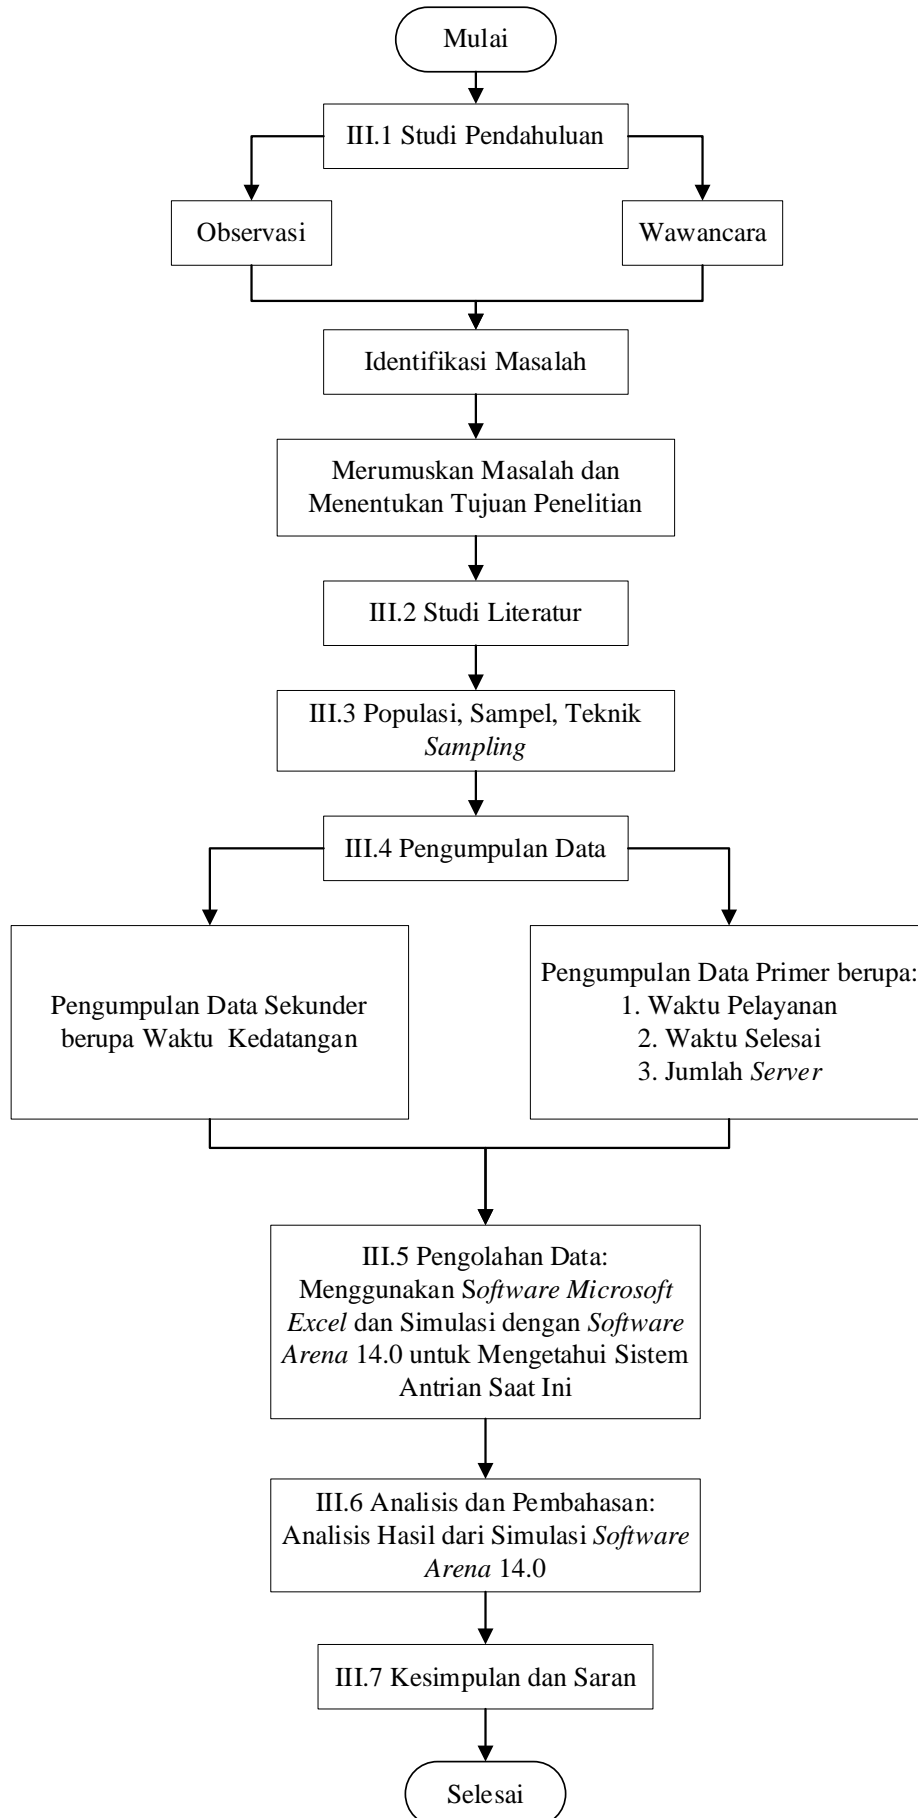 Mulai
III.1 Studi Pendahuluan
Observasi
Wawancara
Identifikasi Masalah
Merumuskan Masalah dan
Menentukan Tujuan Penelitian
III.2 Studi Literatur
III.3 Populasi, Sampel, Teknik
Sampling
III.4 Pengumpulan Data
Pengumpulan Data Sekunder
berupa Waktu Kedatangan
Pengumpulan Data Primer berupa:
1. Waktu Pelayanan
2. Waktu Selesai
3. Jumlah Server
III.5 Pengolahan Data:
Menggunakan Software Microsoft
Excel dan Simulasi dengan Software
Arena 14.0 untuk Mengetahui Sistem
Antrian Saat Ini
III.6 Analisis dan Pembahasan:
Analisis Hasil dari Simulasi Software
Arena 14.0
III.7 Kesimpulan dan Saran
Selesai